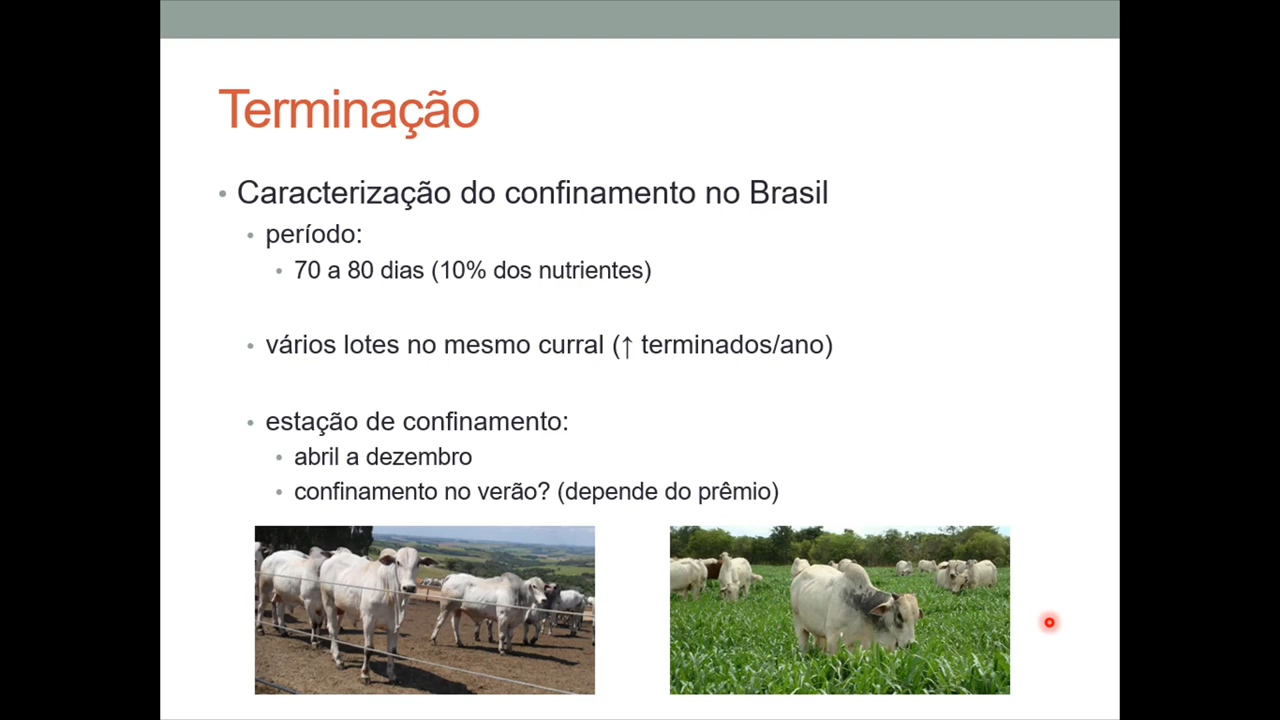 Terminação
• Caracterização do confinamento no Brasil
• período:
• 70 a 80 dias (10% dos nutrientes)
• vários lotes no mesmo curral (↑ terminados/ano)
• estação de confinamento:
• abril a dezembro
• confinamento no verão? (depende do prêmio)